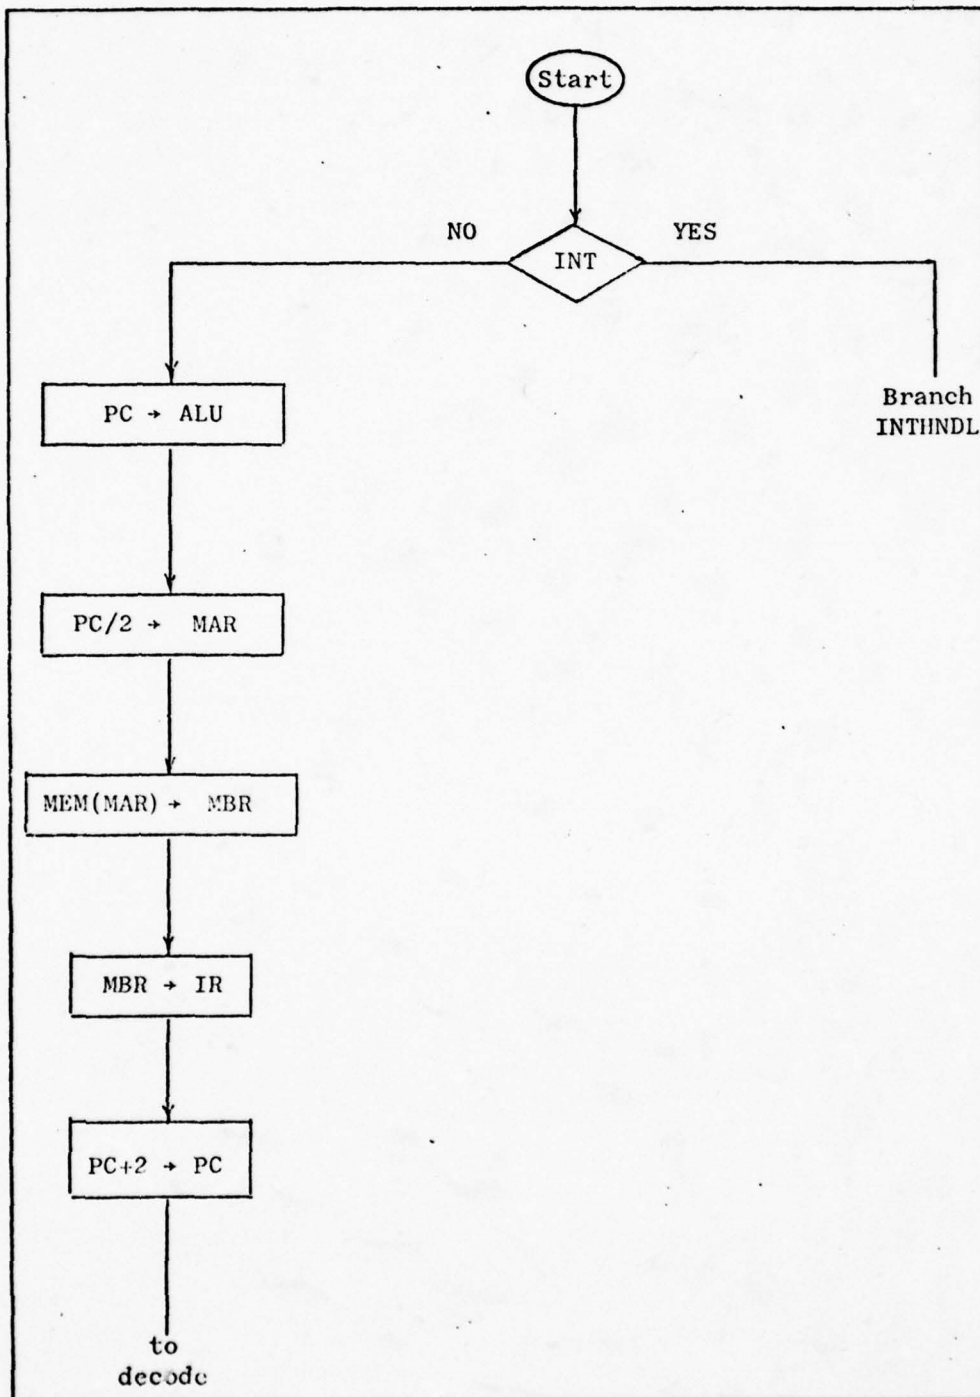 Start
NO
YES
INT
PC → ALU
Branch
INTHNDL
PC/2 → MAR
MEM(MAR) → MBR
MBR → IR
PC+2 → PC
to
decode